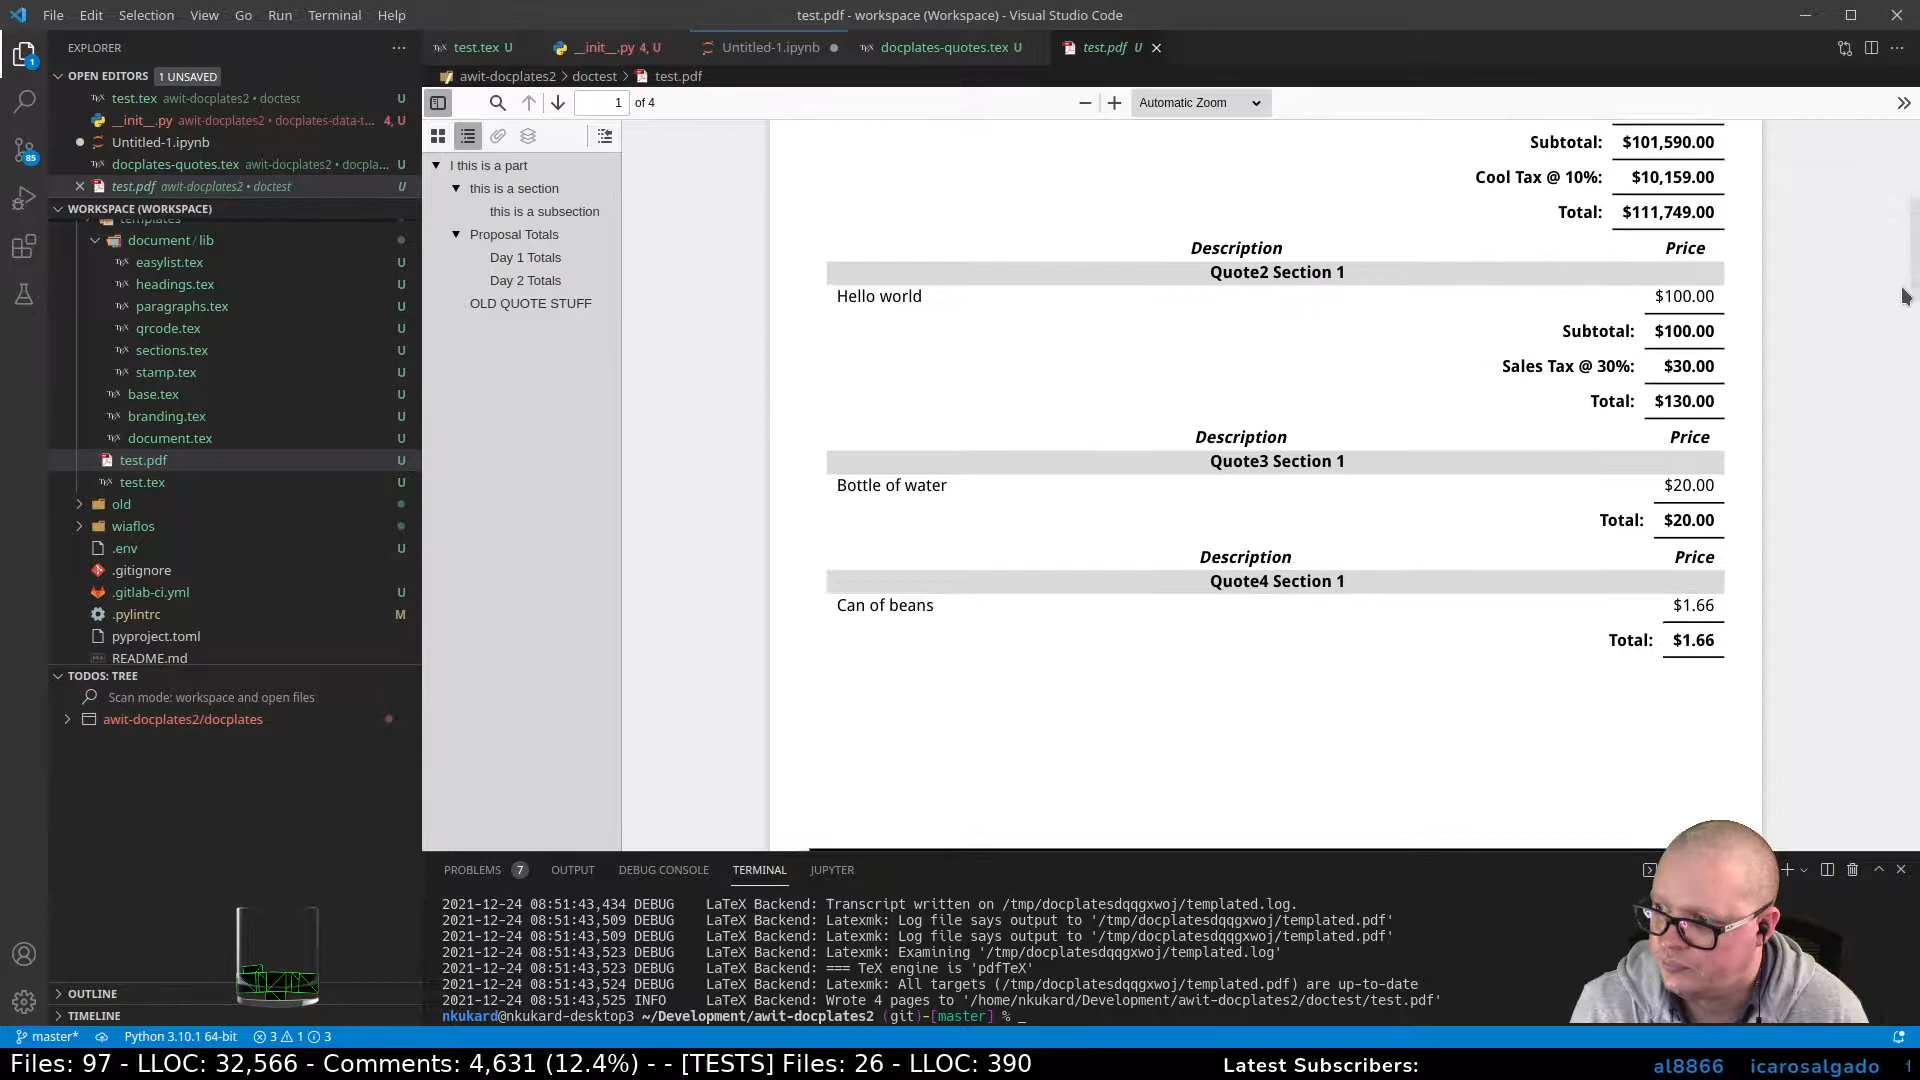 File Edit Selection View Go Run Terminal Help
test.pdf - workspace (Workspace) - Visual Studio Code
EXPLORER
OPEN EDITORS 1 UNSAVED
test.tex awit-docplates2 • doctest U
__init__.py awit-docplates2 • docplates-data-t... 4, U
Untitled-1.ipynb
docplates-quotes.tex awit-docplates2 • docpla... U
test.pdf awit-docplates2 • doctest U
WORKSPACE (WORKSPACE)
templates
document / lib
easylist.tex U
headings.tex U
paragraphs.tex U
qrcode.tex U
sections.tex U
stamp.tex U
base.tex U
branding.tex U
document.tex U
test.pdf U
test.tex U
old
wiaflos
.env U
.gitignore
.gitlab-ci.yml U
.pylintrc M
pyproject.toml
README.md
TODOS: TREE
Scan mode: workspace and open files
awit-docplates2/docplates
OUTLINE
TIMELINE
1
85
test.tex U
__init__.py 4, U
Untitled-1.ipynb
docplates-quotes.tex U
test.pdf U
awit-docplates2 > doctest > test.pdf
1 of 4
Automatic Zoom
I this is a part
this is a section
this is a subsection
Proposal Totals
Day 1 Totals
Day 2 Totals
OLD QUOTE STUFF
Subtotal: $101,590.00
Cool Tax @ 10%: $10,159.00
Total: $111,749.00
Description Price
Quote2 Section 1
Hello world $100.00
Subtotal: $100.00
Sales Tax @ 30%: $30.00
Total: $130.00
Description Price
Quote3 Section 1
Bottle of water $20.00
Total: $20.00
Description Price
Quote4 Section 1
Can of beans $1.66
Total: $1.66
PROBLEMS 7 OUTPUT DEBUG CONSOLE TERMINAL JUPYTER
2021-12-24 08:51:43,434 DEBUG LaTeX Backend: Transcript written on /tmp/docplatesdqqgxwoj/templated.log.
2021-12-24 08:51:43,509 DEBUG LaTeX Backend: Latexmk: Log file says output to '/tmp/docplatesdqqgxwoj/templated.pdf'
2021-12-24 08:51:43,509 DEBUG LaTeX Backend: Latexmk: Log file says output to '/tmp/docplatesdqqgxwoj/templated.pdf'
2021-12-24 08:51:43,523 DEBUG LaTeX Backend: Latexmk: Examining '/tmp/docplatesdqqgxwoj/templated.log'
2021-12-24 08:51:43,523 DEBUG LaTeX Backend: === TeX engine is 'pdfTeX'
2021-12-24 08:51:43,524 DEBUG LaTeX Backend: Latexmk: All targets (/tmp/docplatesdqqgxwoj/templated.pdf) are up-to-date
2021-12-24 08:51:43,525 INFO LaTeX Backend: Wrote 4 pages to '/home/nkukard/Development/awit-docplates2/doctest/test.pdf'
nkukard@nkukard-desktop3 ~/Development/awit-docplates2 (git)-[master] % _
master* Python 3.10.1 64-bit 3 1 3
Files: 97 - LLOC: 32,566 - Comments: 4,631 (12.4%) - - [TESTS] Files: 26 - LLOC: 390
Latest Subscribers: al8866 icarosalgado